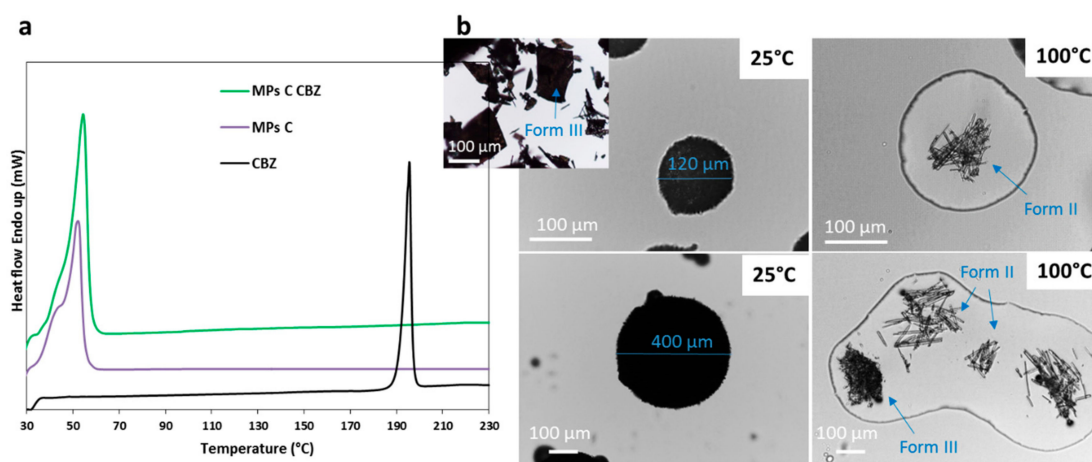 a
Heat flow Endo up (mW)
MPs C CBZ
MPs C
CBZ
30
50
70
90
110
130
150
170
190
210
230
Temperature (°C)
b
Form III
100 µm
25°C
120 µm
100 µm
100°C
Form II
100 µm
25°C
400 µm
100 µm
100°C
Form II
Form III
100 µm